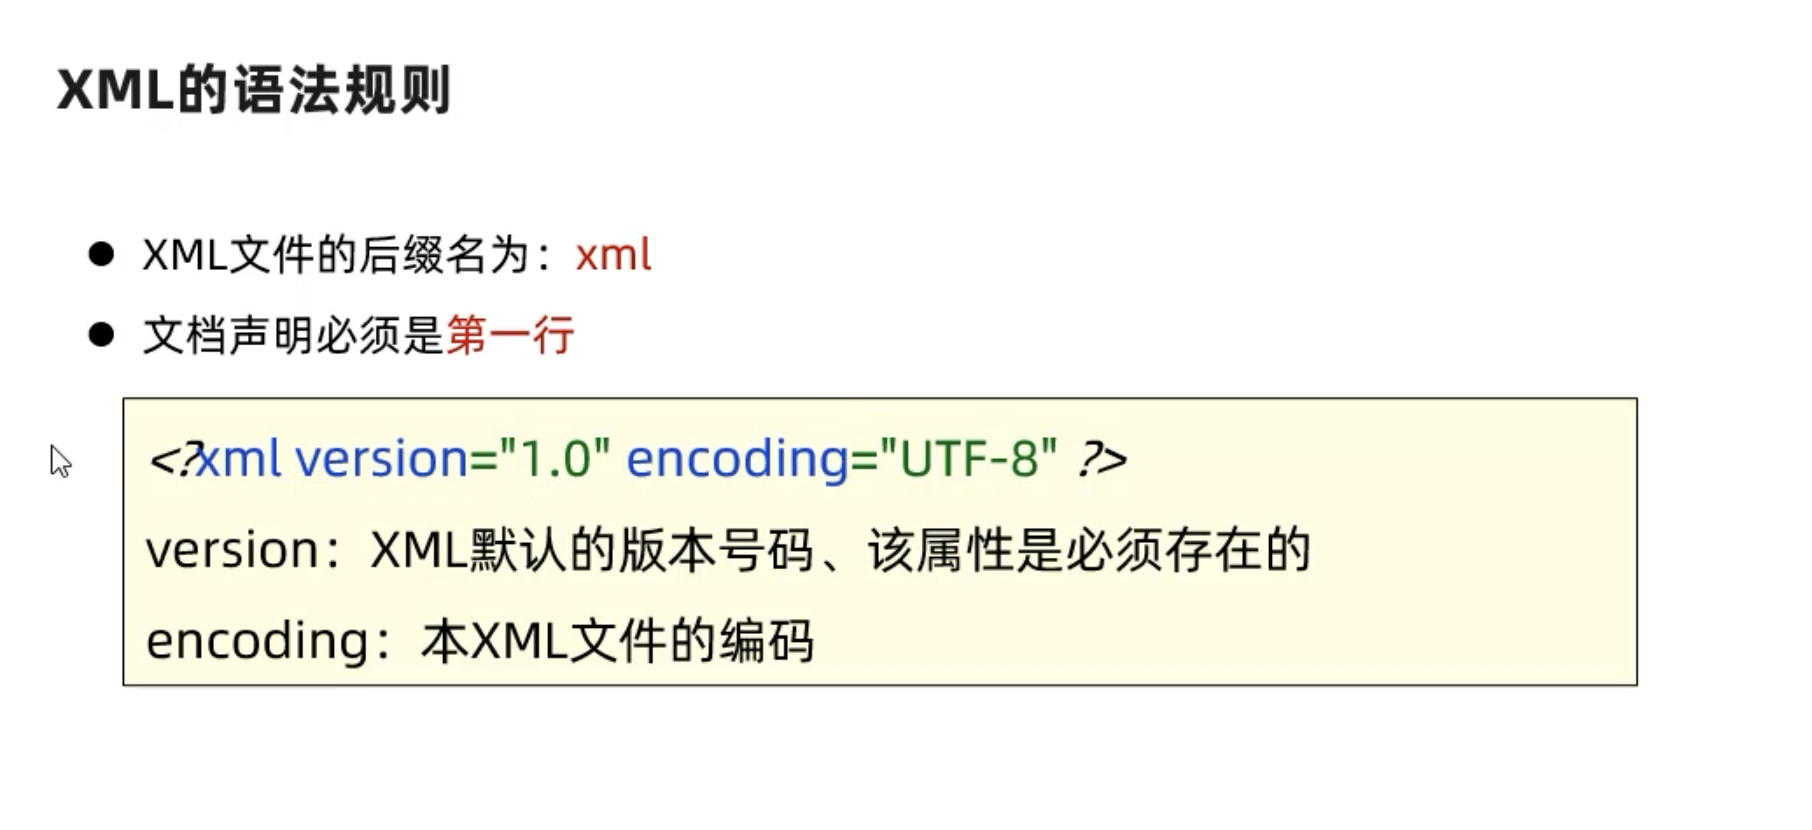 XML的语法规则
XML文件的后缀名为：xml
文档声明必须是第一行
<?xml version="1.0" encoding="UTF-8" ?>
version：XML默认的版本号码、该属性是必须存在的
encoding：本XML文件的编码